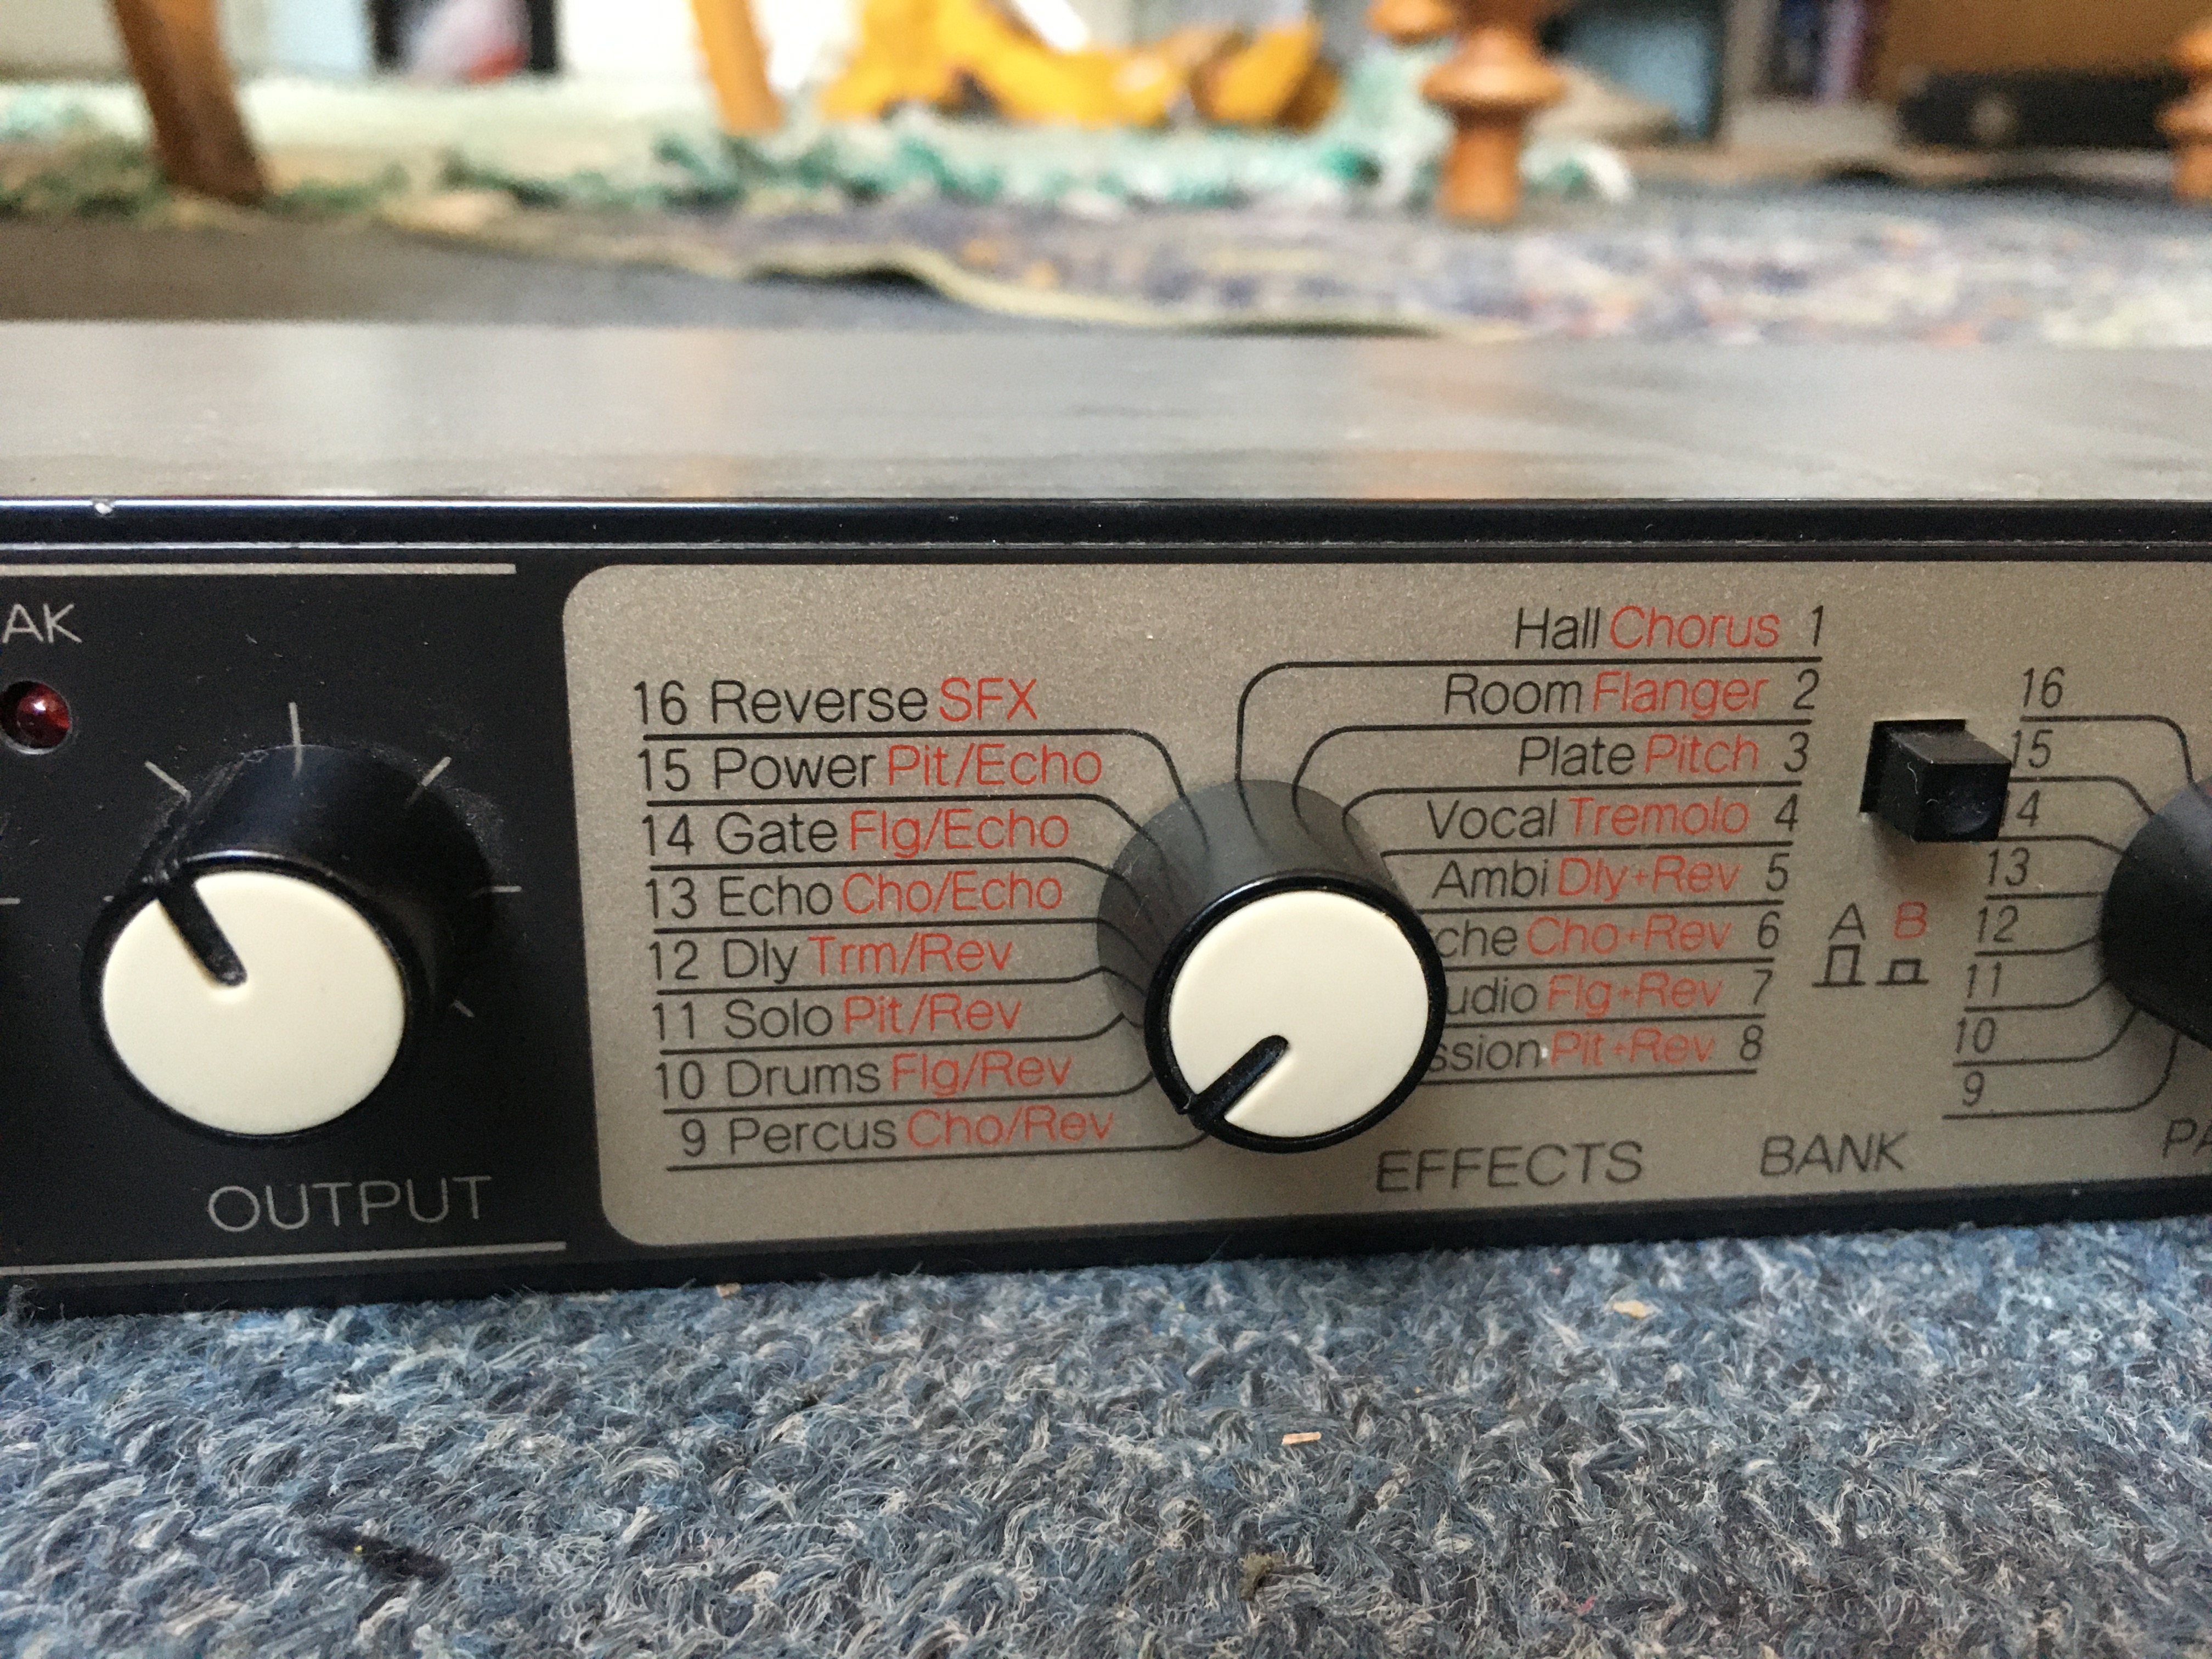 AK
OUTPUT
16 Reverse SFX
15 Power Pit/Echo
14 Gate Flg/Echo
13 Echo Cho/Echo
12 Dly Trm/Rev
11 Solo Pit/Rev
10 Drums Flg/Rev
9 Percus Cho/Rev
Hall Chorus 1
Room Flanger 2
Plate Pitch 3
Vocal Tremolo 4
Ambi Dly+Rev 5
che Cho+Rev 6
udio Flg+Rev 7
ssion Pit+Rev 8
EFFECTS
A B
BANK
16
15
14
13
12
11
10
9
PA